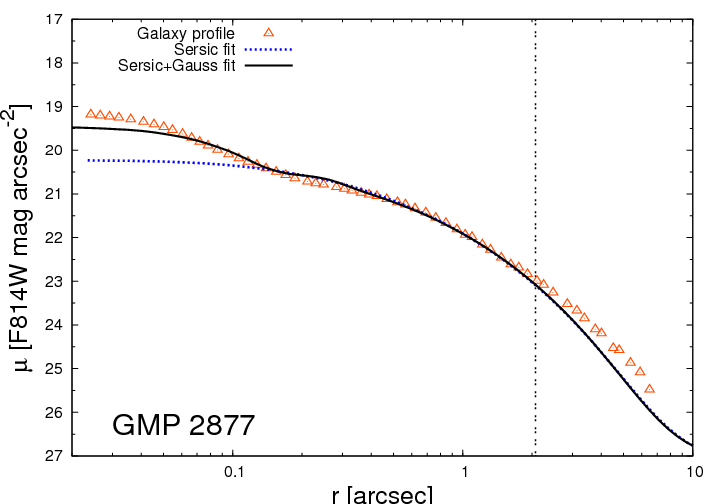 17
18
19
20
21
22
23
24
25
26
27
0.1
1
10
μ [F814W mag arcsec-2]
r [arcsec]
Galaxy profile
Sersic fit
Sersic+Gauss fit
GMP 2877